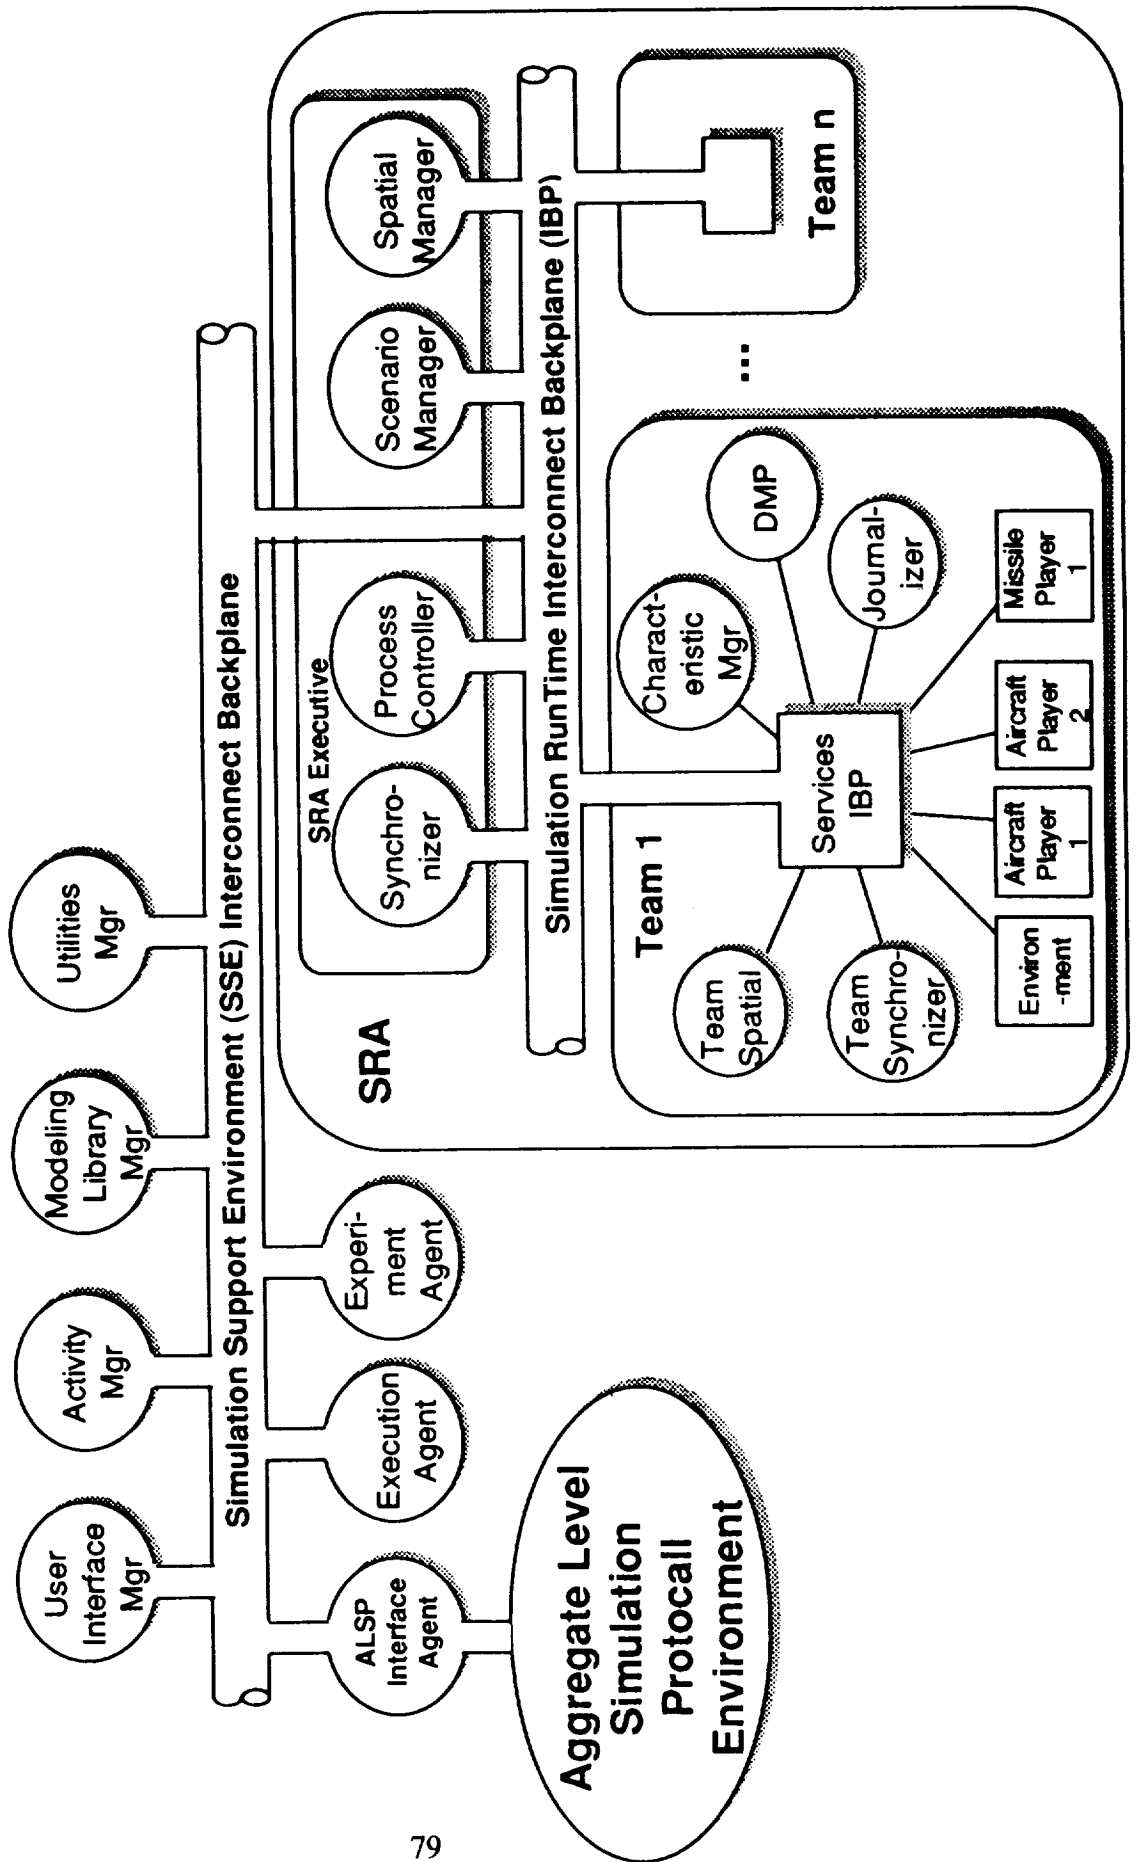 User
Interface
Mgr
Activity
Mgr
Modeling
Library
Mgr
Utilities
Mgr
Simulation Support Environment (SSE) Interconnect Backplane
ALSP
Interface
Agent
Execution
Agent
Experi-
ment
Agent
Aggregate Level
Simulation
Protocall
Environment
SRA
SRA Executive
Synchro-
nizer
Process
Controller
Scenario
Manager
Spatial
Manager
Simulation RunTime Interconnect Backplane (IBP)
Team 1
Team
Spatial
Team
Synchro-
nizer
Charact-
eristic
Mgr
DMP
Journal-
izer
Services
IBP
Environ
-ment
Aircraft
Player
1
Aircraft
Player
2
Missile
Player
1
...
Team n
79